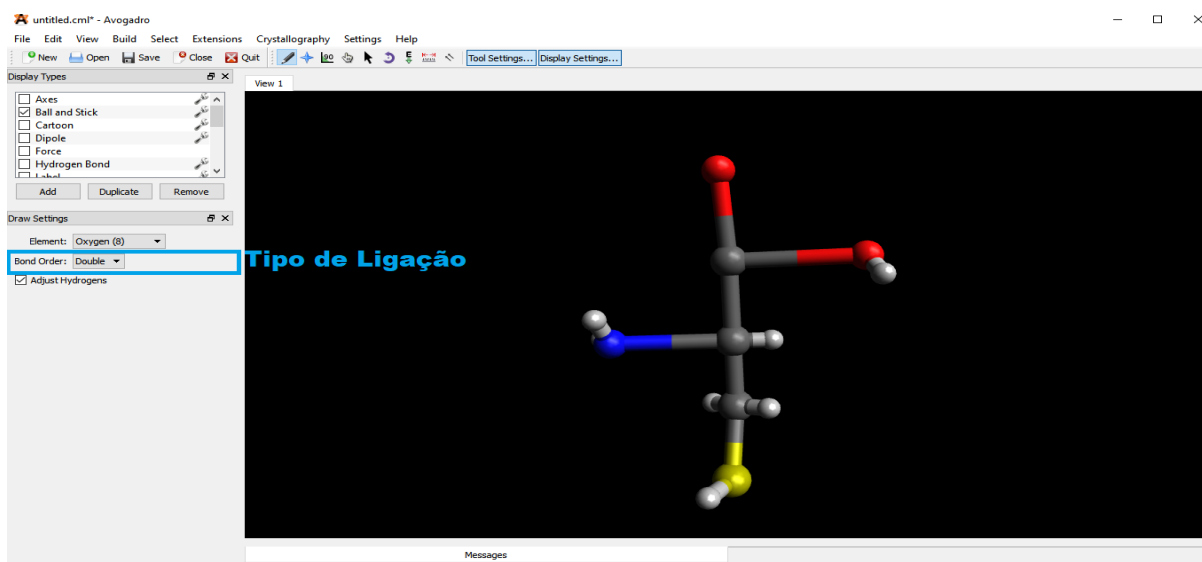 untitled.cml* - Avogadro
File Edit View Build Select Extensions Crystallography Settings Help
New Open Save Close Quit Tool Settings... Display Settings...
Display Types
View 1
Axes
Ball and Stick
Cartoon
Dipole
Force
Hydrogen Bond
Label
Add Duplicate Remove
Draw Settings
Element: Oxygen (8)
Bond Order: Double
Tipo de Ligação
Adjust Hydrogens
Messages